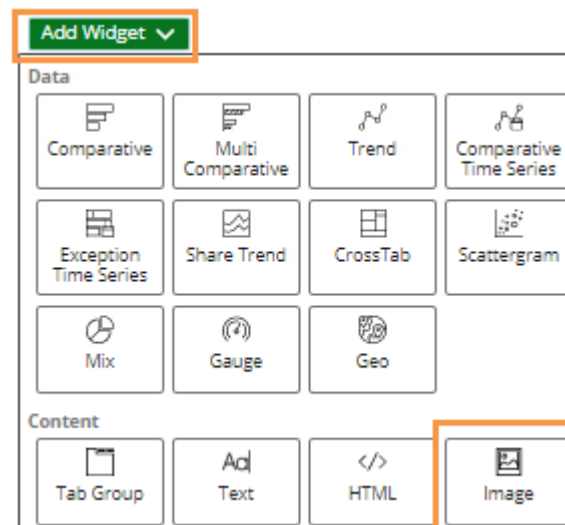 Add Widget
Data
Comparative
Multi
Comparative
Trend
Comparative
Time Series
Exception
Time Series
Share Trend
CrossTab
Scattergram
Mix
Gauge
Geo
Content
Tab Group
Ad
Text
</>
HTML
Image